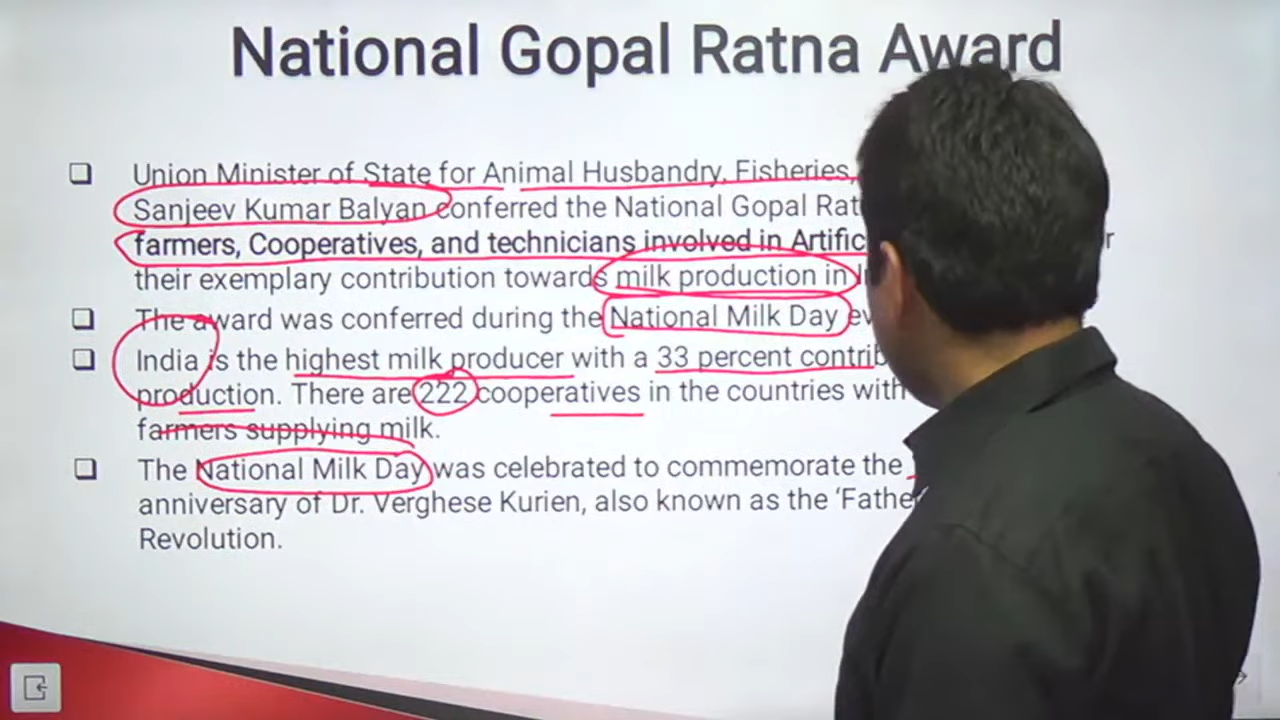 National Gopal Ratna Award
Union Minister of State for Animal Husbandry, Fisheries,
Sanjeev Kumar Balyan conferred the National Gopal
farmers, Cooperatives, and technicians involved in
their exemplary contribution towards milk production in
The award was conferred during the National Milk Day
India is the highest milk producer with a 33 percent
production. There are 222 cooperatives in the countries with
farmers supplying milk.
The National Milk Day was celebrated to commemorate the
anniversary of Dr. Verghese Kurien, also known as the
Revolution.